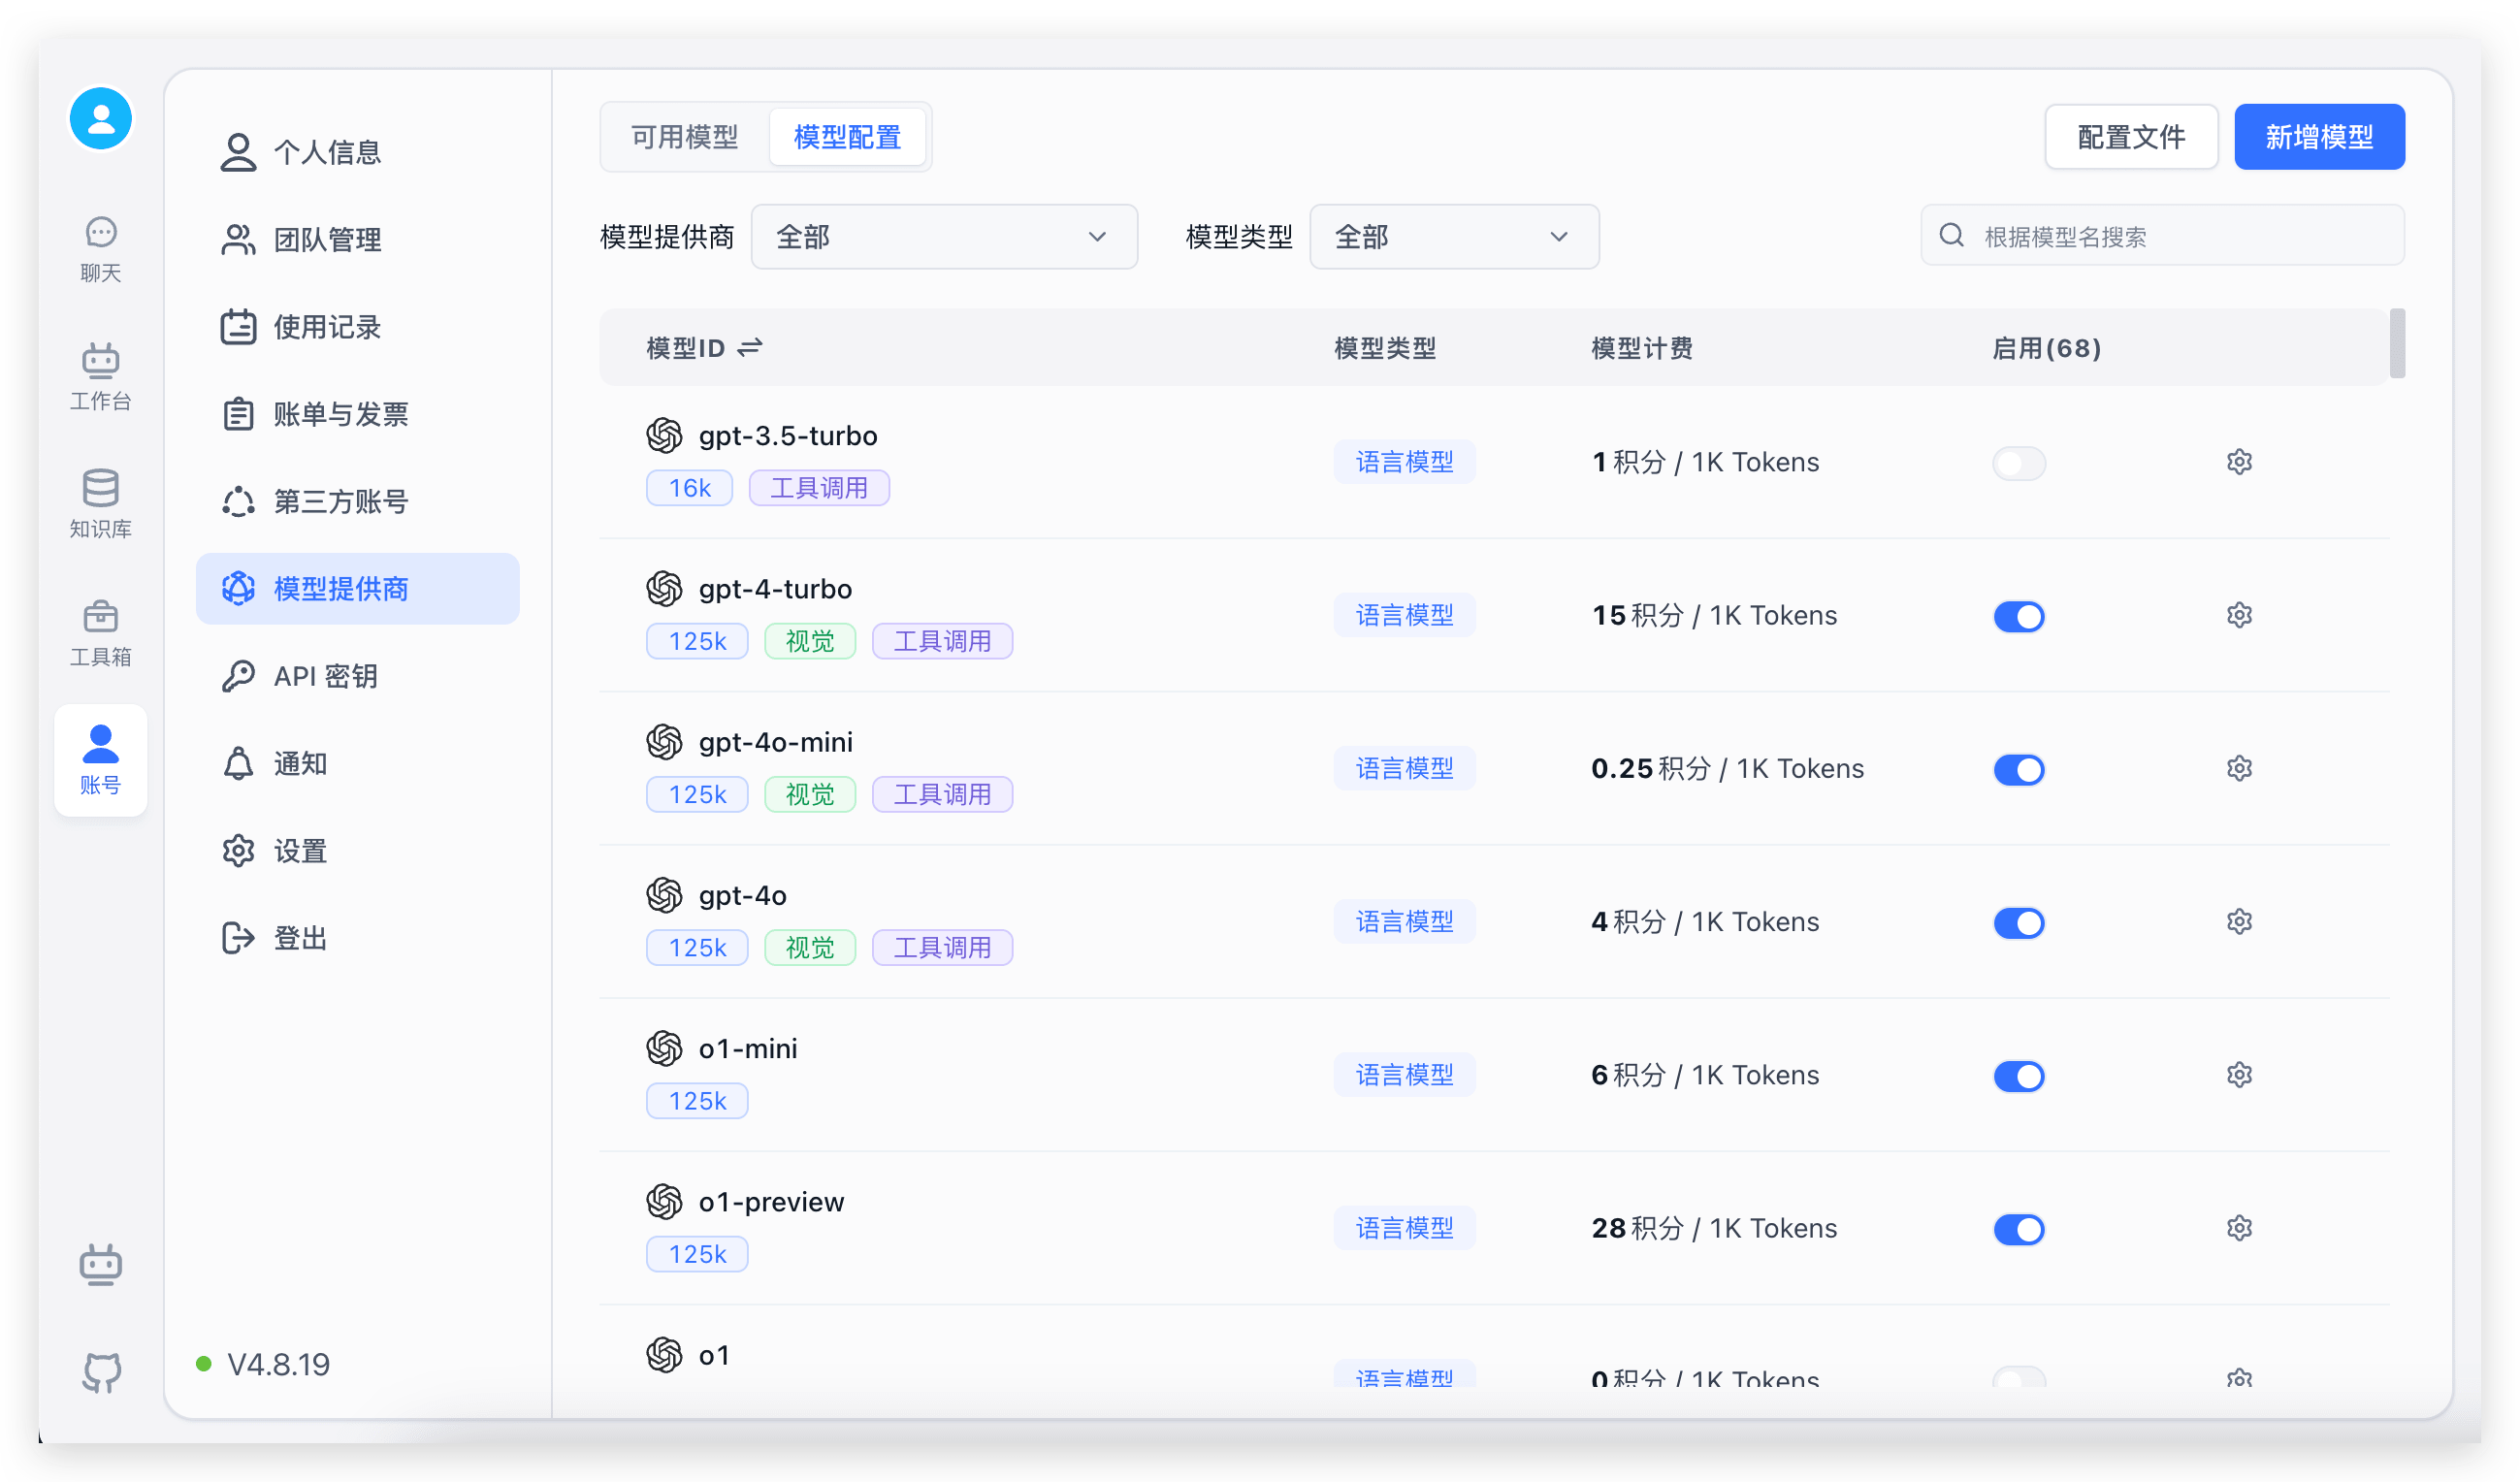 聊天
工作台
知识库
工具箱
账号
个人信息
团队管理
使用记录
账单与发票
第三方账号
模型提供商
API 密钥
通知
设置
登出
V4.8.19
可用模型 模型配置
配置文件 新增模型
模型提供商 全部 模型类型 全部 根据模型名搜索
模型ID 模型类型 模型计费 启用(68)
gpt-3.5-turbo
16k 工具调用
语言模型 1 积分 / 1K Tokens
gpt-4-turbo
125k 视觉 工具调用
语言模型 15 积分 / 1K Tokens
gpt-4o-mini
125k 视觉 工具调用
语言模型 0.25 积分 / 1K Tokens
gpt-4o
125k 视觉 工具调用
语言模型 4 积分 / 1K Tokens
o1-mini
125k
语言模型 6 积分 / 1K Tokens
o1-preview
125k
语言模型 28 积分 / 1K Tokens
o1
语言模型 0 积分 / 1K Tokens